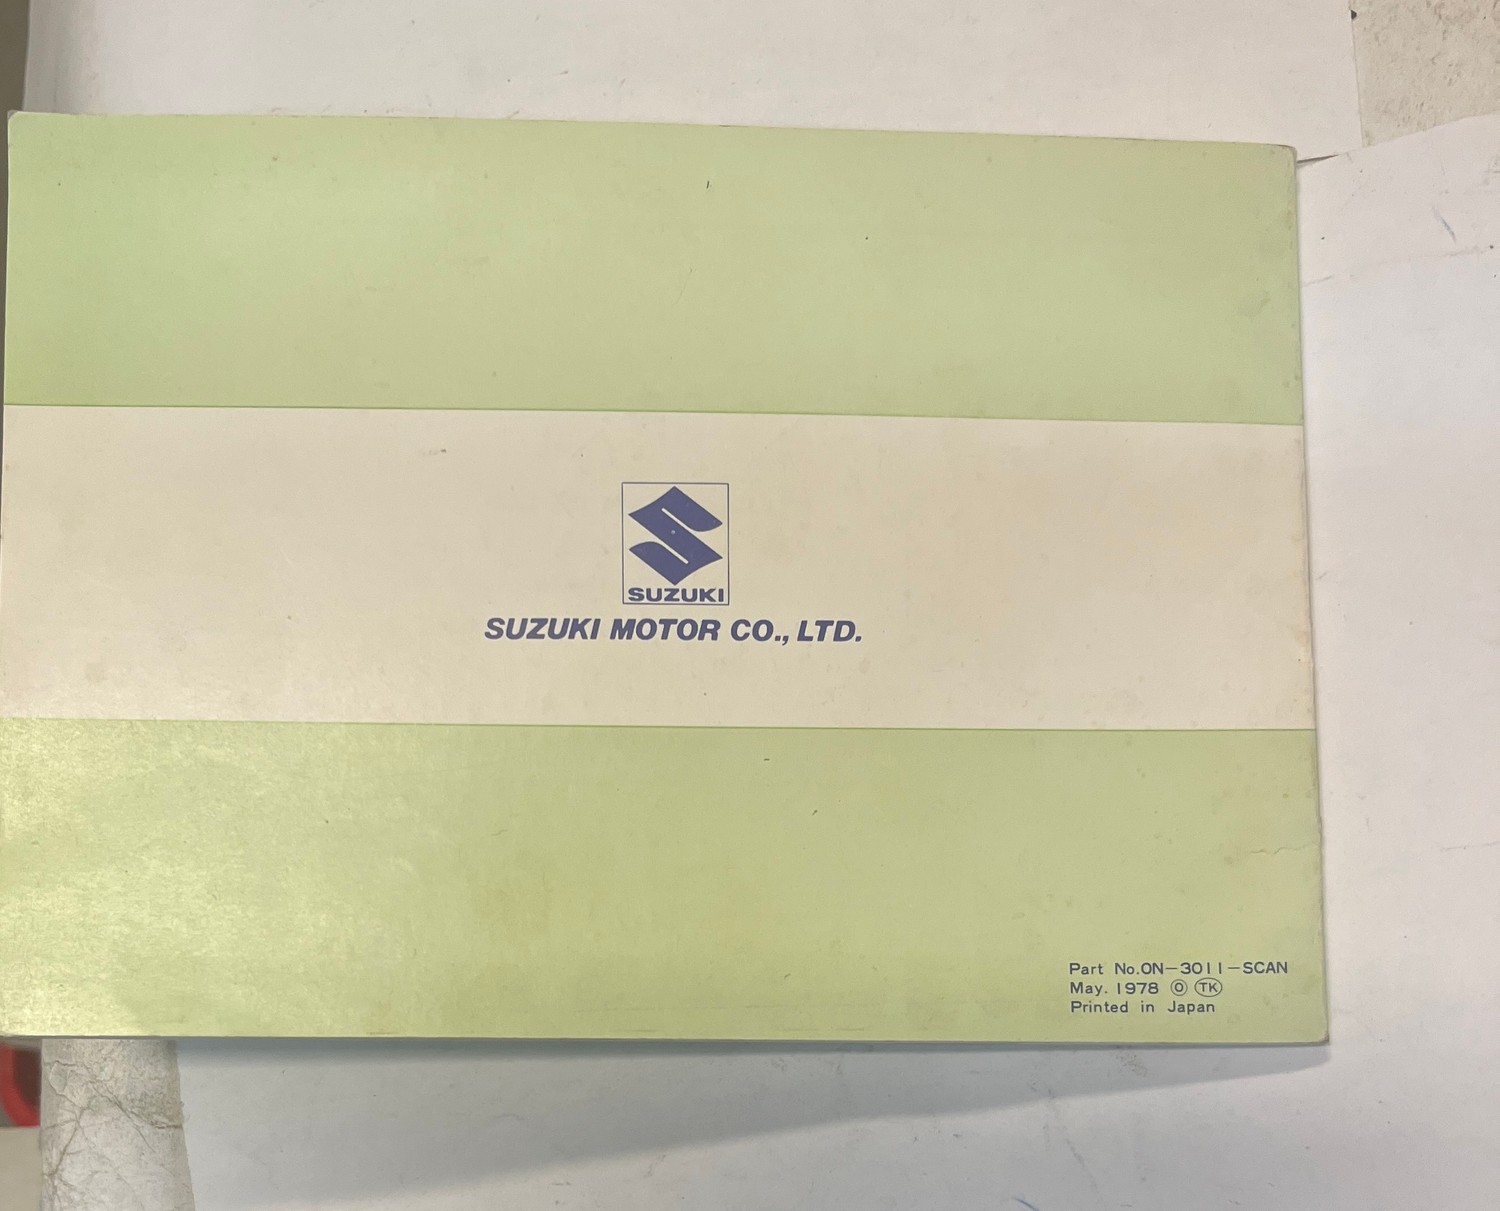 SUZUKI
SUZUKI MOTOR CO., LTD.
Part No.ON-3011-SCAN
May. 1978 Ⓞ TK
Printed in Japan